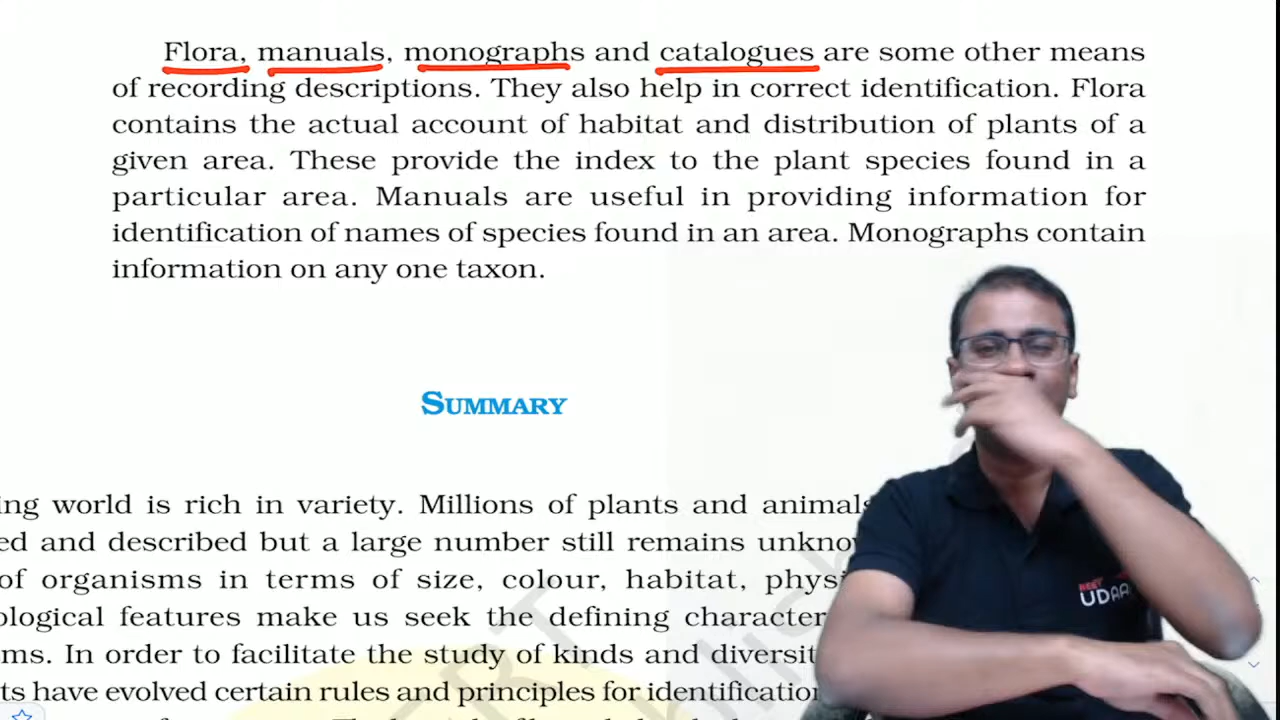 Flora, manuals, monographs and catalogues are some other means
of recording descriptions. They also help in correct identification. Flora
contains the actual account of habitat and distribution of plants of a
given area. These provide the index to the plant species found in a
particular area. Manuals are useful in providing information for
identification of names of species found in an area. Monographs contain
information on any one taxon.
SUMMARY
ing world is rich in variety. Millions of plants and animals
ed and described but a large number still remains unkno
of organisms in terms of size, colour, habitat, physi
ological features make us seek the defining character
ms. In order to facilitate the study of kinds and diversit
ts have evolved certain rules and principles for identification
NEET
UDAA